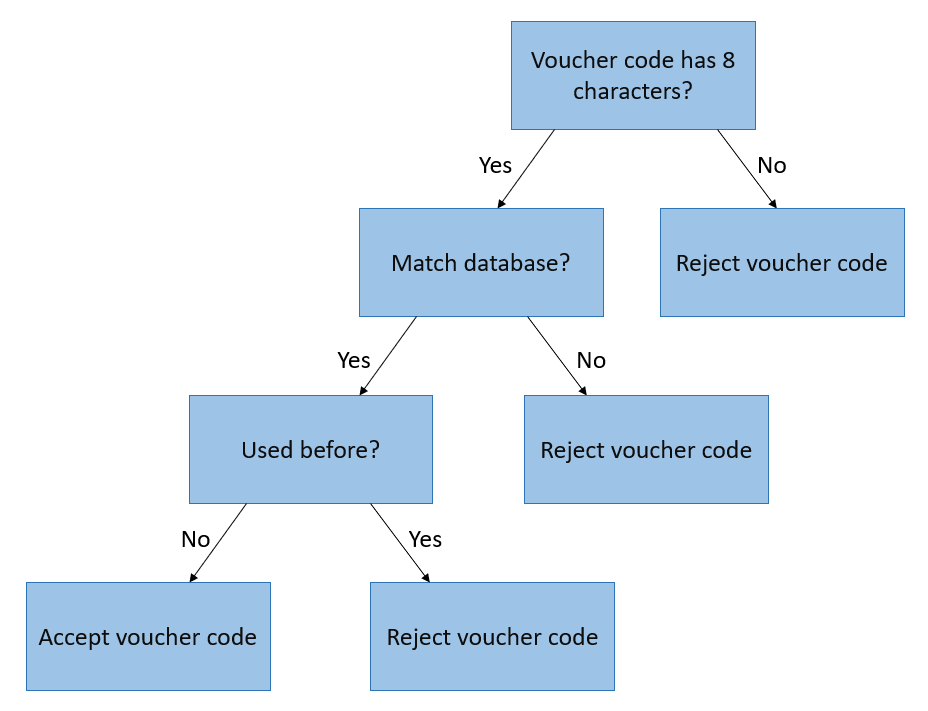 Voucher code has 8
characters?
Yes
No
Match database?
Reject voucher code
Yes
No
Used before?
Reject voucher code
No
Yes
Accept voucher code
Reject voucher code